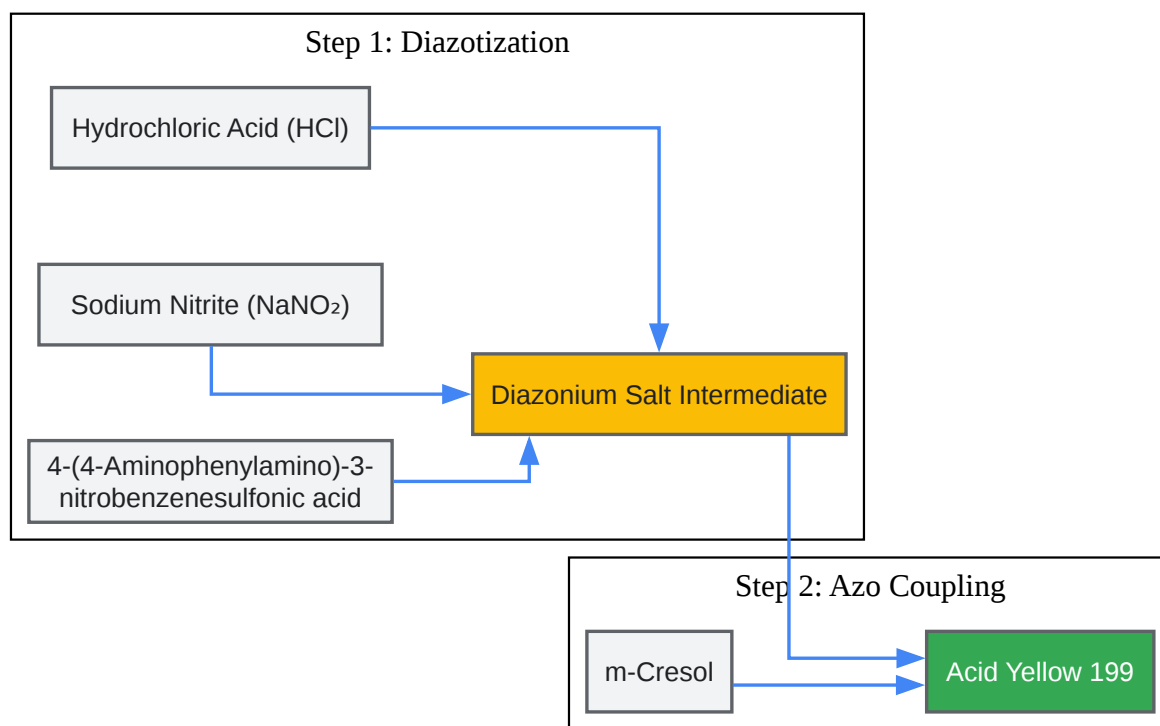 Step 1: Diazotization
Hydrochloric Acid (HCl)
Sodium Nitrite (NaNO₂)
Diazonium Salt Intermediate
4-(4-Aminophenylamino)-3-
nitrobenzenesulfonic acid
Step 2: Azo Coupling
m-Cresol
Acid Yellow 199